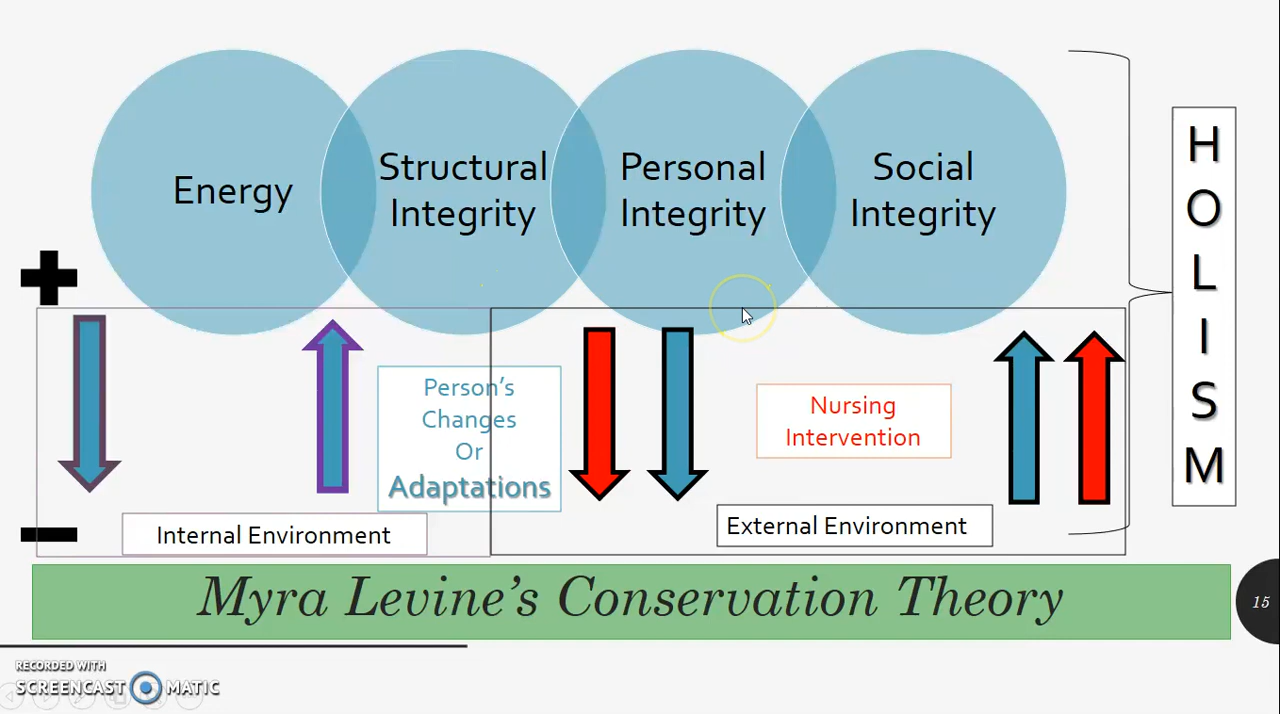 Energy
Structural
Integrity
Personal
Integrity
Social
Integrity
H
O
L
I
S
M
Person's
Changes
Or
Adaptations
Nursing
Intervention
Internal Environment
External Environment
Myra Levine's Conservation Theory
15
RECORDED WITH
SCREENCAST MATIC